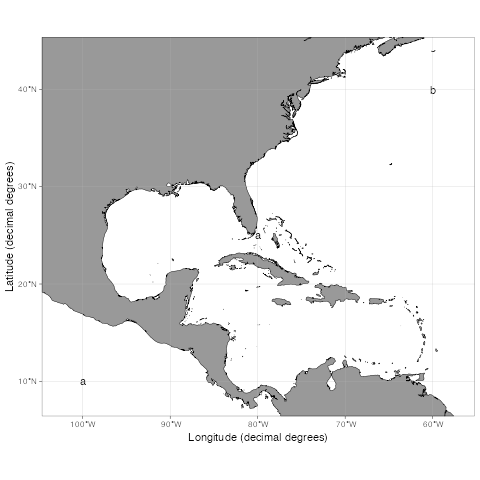 40°N
b
30°N
a
20°N
10°N
a
100°W 90°W 80°W 70°W 60°W
Longitude (decimal degrees)
Latitude (decimal degrees)